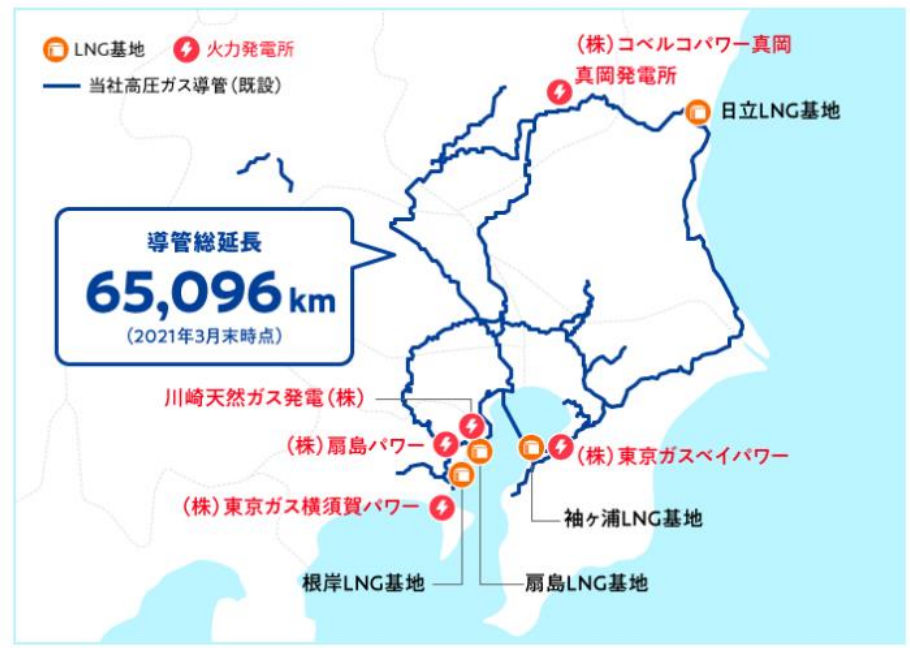 LNG基地 火力発電所
当社高圧ガス導管(既設)
(株)コベルコパワー真岡
真岡発電所
日立LNG基地
導管総延長
65,096 km
(2021年3月末時点)
川崎天然ガス発電(株)
(株)扇島パワー
(株)東京ガスベイパワー
(株)東京ガス横須賀パワー
袖ヶ浦LNG基地
根岸LNG基地
扇島LNG基地